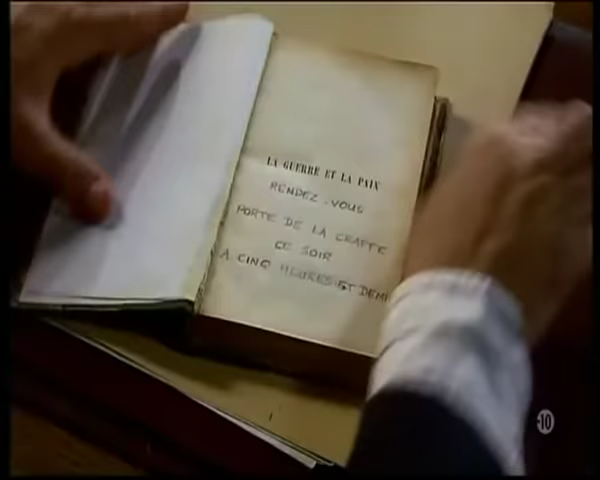 LA GUERRE ET LA PAIX
RENDEZ-VOUS
PORTE DE LA CRAFFE
CE SOIR
A CINQ HEURES ET DEMI
-10